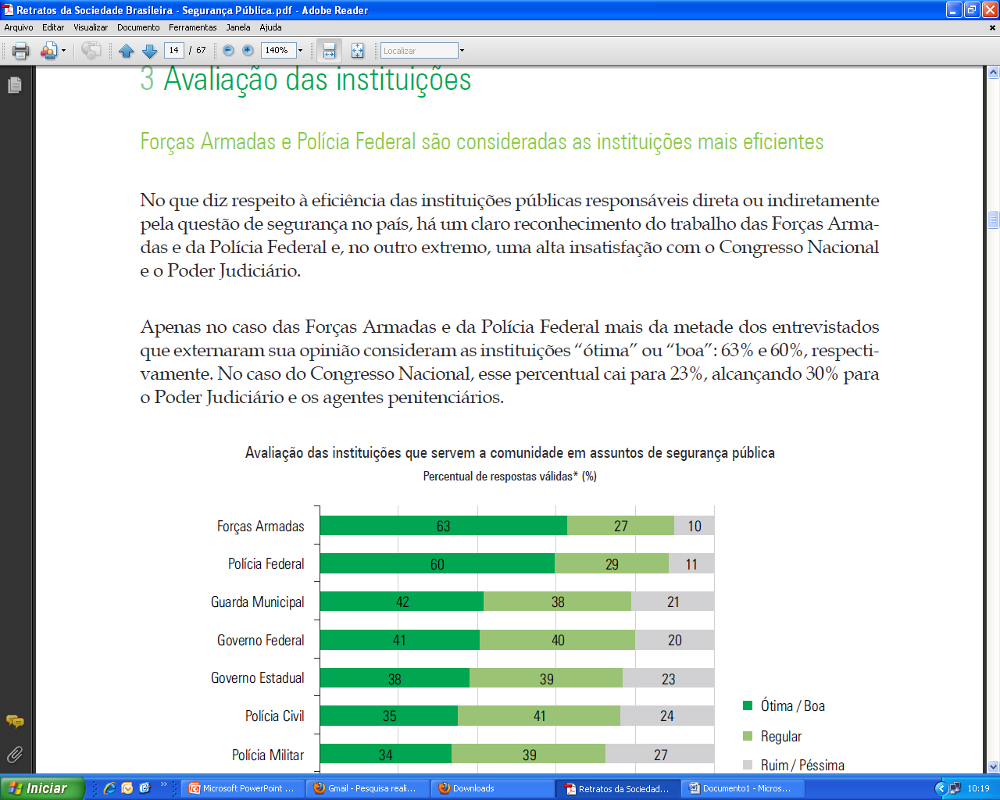 Retratos da Sociedade Brasileira - Segurança Pública.pdf - Adobe Reader
Arquivo Editar Visualizar Documento Ferramentas Janela Ajuda
14 / 67 140% Localizar
3 Avaliação das instituições
Forças Armadas e Polícia Federal são consideradas as instituições mais eficientes
No que diz respeito à eficiência das instituições públicas responsáveis direta ou indiretamente
pela questão de segurança no país, há um claro reconhecimento do trabalho das Forças Arma-
das e da Polícia Federal e, no outro extremo, uma alta insatisfação com o Congresso Nacional
e o Poder Judiciário.
Apenas no caso das Forças Armadas e da Polícia Federal mais da metade dos entrevistados
que externaram sua opinião consideram as instituições “ótima” ou “boa”: 63% e 60%, respecti-
vamente. No caso do Congresso Nacional, esse percentual cai para 23%, alcançando 30% para
o Poder Judiciário e os agentes penitenciários.
Avaliação das instituições que servem a comunidade em assuntos de segurança pública
Percentual de respostas válidas* (%)
Forças Armadas 63 27 10
Polícia Federal 60 29 11
Guarda Municipal 42 38 21
Governo Federal 41 40 20
Governo Estadual 38 39 23
Polícia Civil 35 41 24
Polícia Militar 34 39 27
Ótima / Boa
Regular
Ruim / Péssima
Iniciar Microsoft PowerPoint ... Gmail - Pesquisa reali... Downloads Retratos da Sociedad... Documento1 - Micros... 10:19